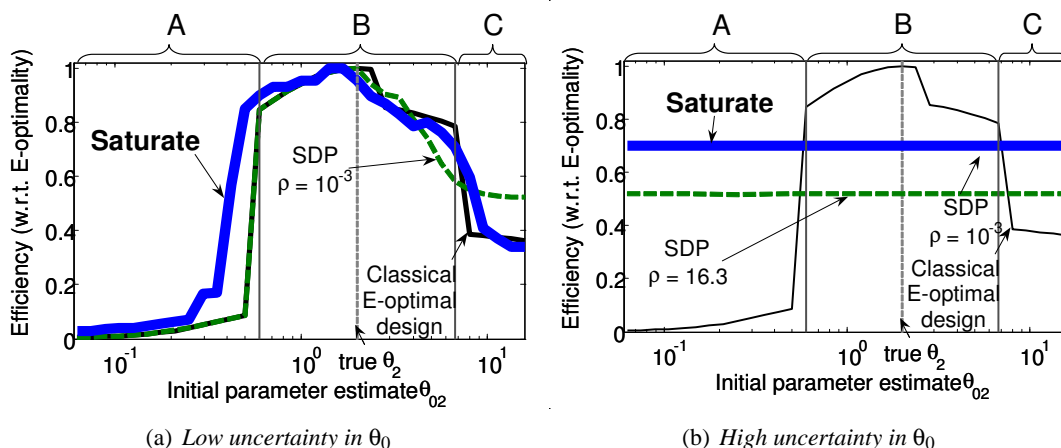 A B C
Efficiency (w.r.t. E-optimality)
1
0.8
0.6
0.4
0.2
0
Saturate
SDP
ρ = 10-3
Classical
E-optimal
design
10-1 100 101
true θ2
Initial parameter estimateθ02
(a) Low uncertainty in θ0
A B C
Efficiency (w.r.t. E-optimality)
1
0.8
0.6
0.4
0.2
0
Saturate
SDP
ρ = 16.3
SDP
ρ = 10-3
Classical
E-optimal
design
10-1 100 101
true θ2
Initial parameter estimateθ02
(b) High uncertainty in θ0